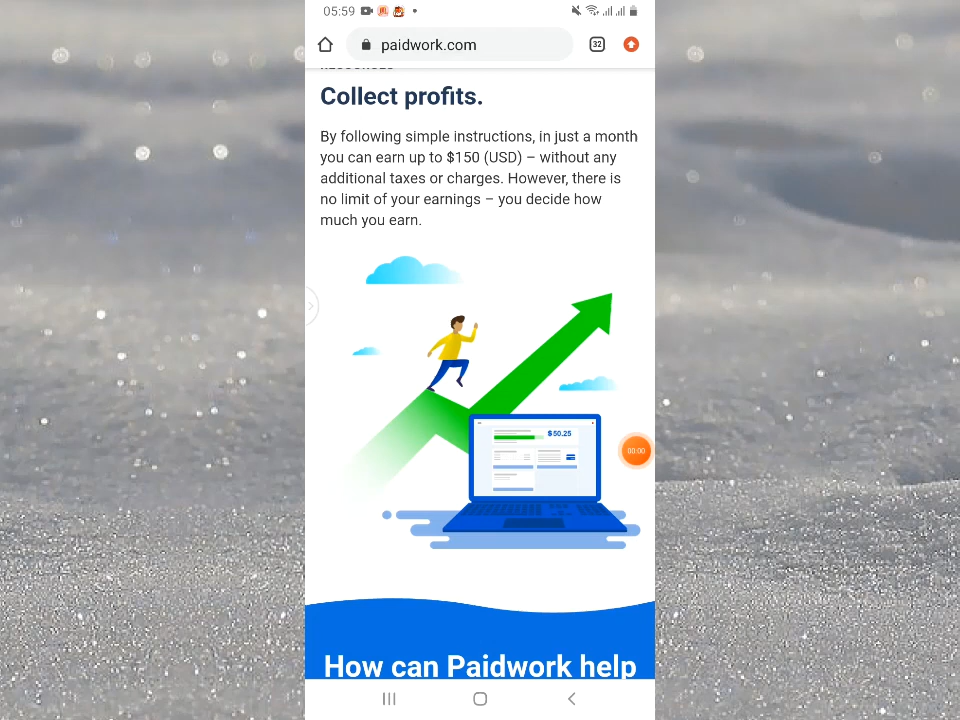 05:59
paidwork.com
32
Collect profits.
By following simple instructions, in just a month
you can earn up to $150 (USD) – without any
additional taxes or charges. However, there is
no limit of your earnings – you decide how
much you earn.
$50.25
00:00
How can Paidwork help